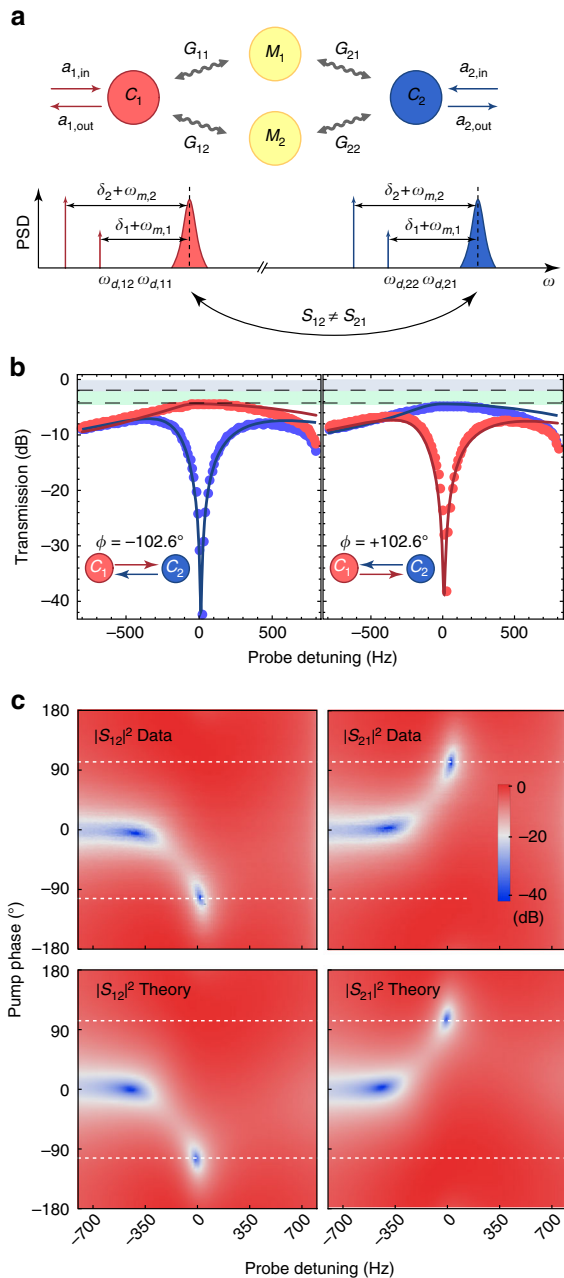 a
G₁₁ M₁ G₂₁
a₁,in C₁ C₂ a₂,in
a₁,out a₂,out
G₁₂ M₂ G₂₂
δ₂+ωm,2 δ₂+ωm,2
PSD δ₁+ωm,1 δ₁+ωm,1
ωd,12 ωd,11 // ωd,22 ωd,21 ω
S₁₂ ≠ S₂₁
b
0
−10
−20
−30
−40
Transmission (dB)
ϕ = −102.6° ϕ = +102.6°
C₁ C₂ C₁ C₂
−500 0 500 −500 0 500
Probe detuning (Hz)
c
180
90
0
−90
−180
|S₁₂|² Data |S₂₁|² Data
0
−20
−40
(dB)
Pump phase (°)
180
90
0
−90
−180
|S₁₂|² Theory |S₂₁|² Theory
−700 −350 0 350 700 −700 −350 0 350 700
Probe detuning (Hz)